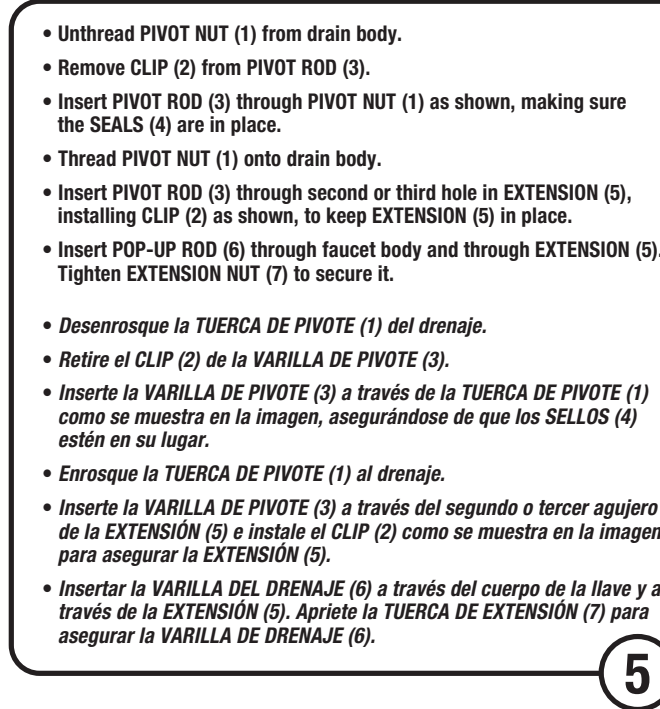 • Unthread PIVOT NUT (1) from drain body.
• Remove CLIP (2) from PIVOT ROD (3).
• Insert PIVOT ROD (3) through PIVOT NUT (1) as shown, making sure
the SEALS (4) are in place.
• Thread PIVOT NUT (1) onto drain body.
• Insert PIVOT ROD (3) through second or third hole in EXTENSION (5),
installing CLIP (2) as shown, to keep EXTENSION (5) in place.
• Insert POP-UP ROD (6) through faucet body and through EXTENSION (5).
Tighten EXTENSION NUT (7) to secure it.
• Desenrosque la TUERCA DE PIVOTE (1) del drenaje.
• Retire el CLIP (2) de la VARILLA DE PIVOTE (3).
• Inserte la VARILLA DE PIVOTE (3) a través de la TUERCA DE PIVOTE (1)
como se muestra en la imagen, asegurándose de que los SELLOS (4)
estén en su lugar.
• Enrosque la TUERCA DE PIVOTE (1) al drenaje.
• Inserte la VARILLA DE PIVOTE (3) a través del segundo o tercer agujero
de la EXTENSIÓN (5) e instale el CLIP (2) como se muestra en la imagen
para asegurar la EXTENSIÓN (5).
• Insertar la VARILLA DEL DRENAJE (6) a través del cuerpo de la llave y a
través de la EXTENSIÓN (5). Apriete la TUERCA DE EXTENSIÓN (7) para
asegurar la VARILLA DE DRENAJE (6).
5